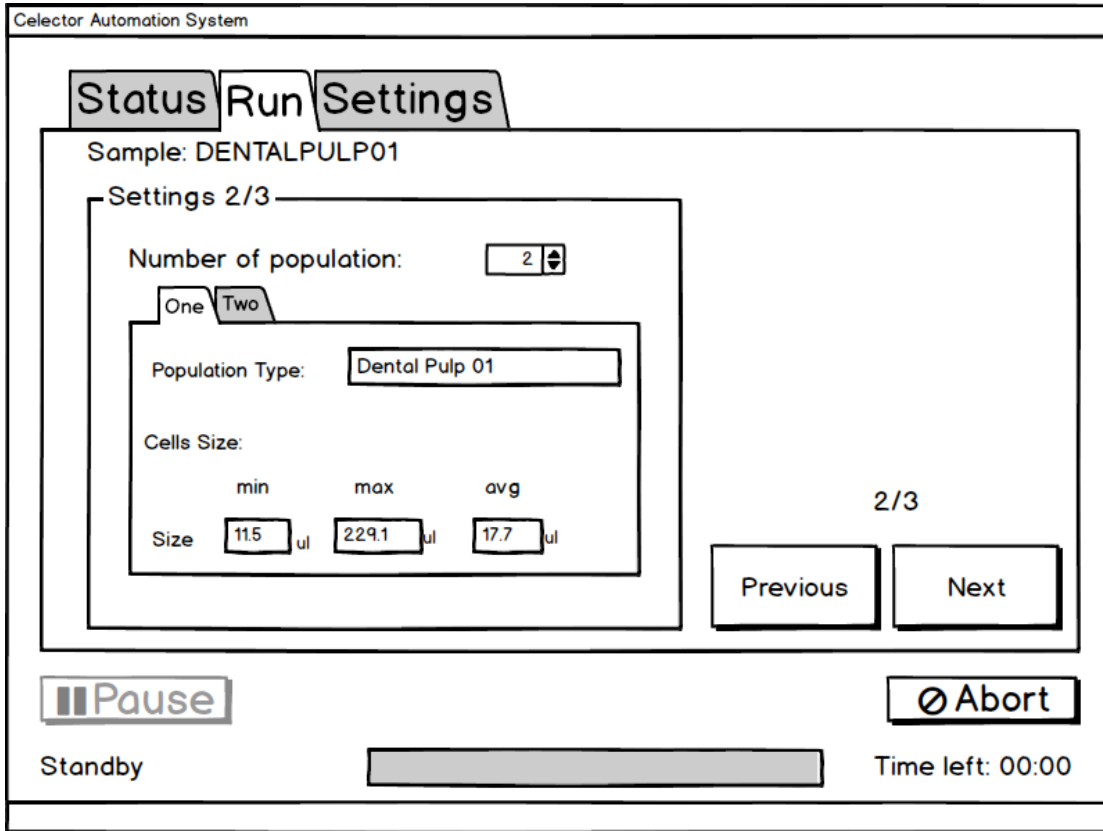 Celector Automation System
Status Run Settings
Sample: DENTALPULP01
Settings 2/3
Number of population: 2
One Two
Population Type: Dental Pulp 01
Cells Size:
min max avg
Size 11.5 ul 229.1 ul 17.7 ul
2/3
Previous Next
Pause Abort
Standby Time left: 00:00